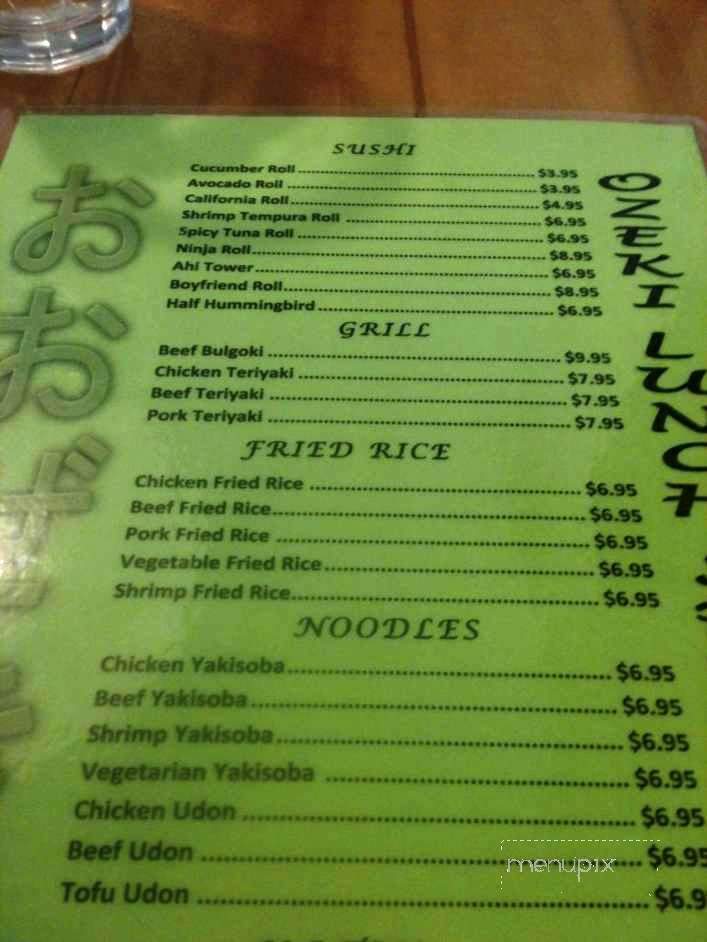 SUSHI
Cucumber Roll $3.95
Avocado Roll $3.95
California Roll $4.95
Shrimp Tempura Roll $6.95
Spicy Tuna Roll $6.95
Ninja Roll $8.95
Ahi Tower $6.95
Boyfriend Roll $8.95
Half Hummingbird $6.95
GRILL
Beef Bulgoki $9.95
Chicken Teriyaki $7.95
Beef Teriyaki $7.95
Pork Teriyaki $7.95
FRIED RICE
Chicken Fried Rice $6.95
Beef Fried Rice $6.95
Pork Fried Rice $6.95
Vegetable Fried Rice $6.95
Shrimp Fried Rice $6.95
NOODLES
Chicken Yakisoba $6.95
Beef Yakisoba $6.95
Shrimp Yakisoba $6.95
Vegetarian Yakisoba $6.95
Chicken Udon $6.95
Beef Udon $6.95
Tofu Udon $6.9
おおぜき
OZEKI LUNCH
menupix